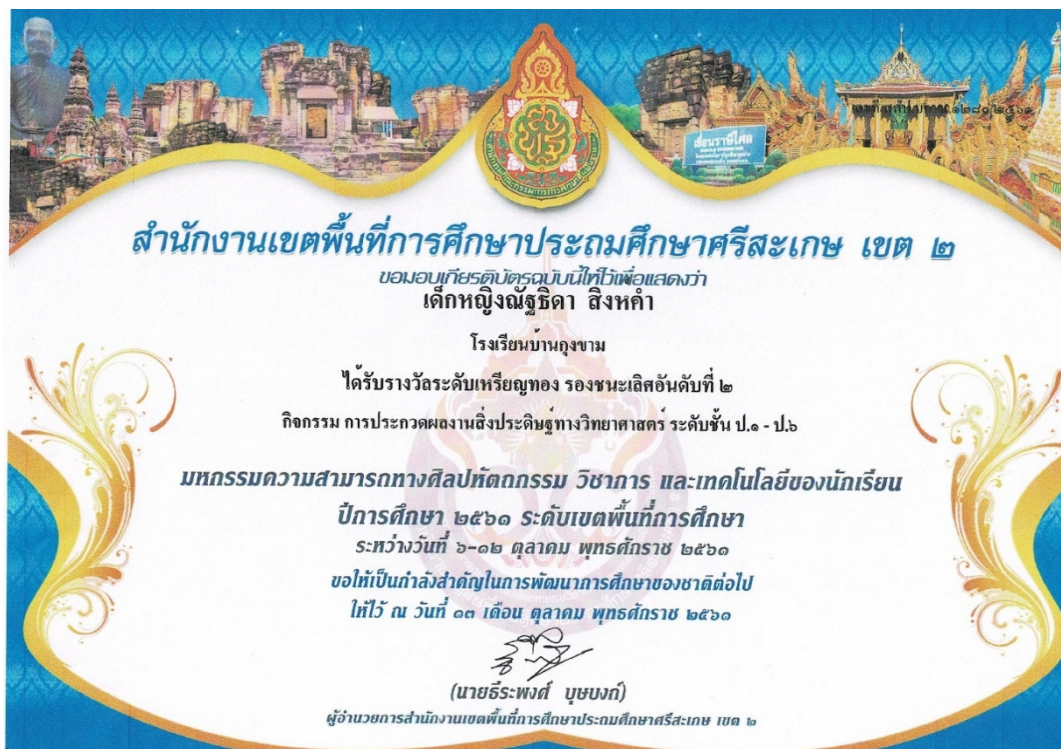 ๑๒๘๐/๒๕๖๑
เขื่อนราษีไศล
สำนักงานเขตพื้นที่การศึกษาประถมศึกษาศรีสะเกษ เขต ๒
ขอมอบเกียรติบัตรฉบับนี้ให้ไว้เพื่อแสดงว่า
เด็กหญิงณัฐธิดา สิงหคำ
โรงเรียนบ้านกุงขาม
ได้รับรางวัลระดับเหรียญทอง รองชนะเลิศอันดับที่ ๒
กิจกรรม การประกวดผลงานสิ่งประดิษฐ์ทางวิทยาศาสตร์ ระดับชั้น ป.๑ - ป.๖
มหกรรมความสามารถทางศิลปหัตถกรรม วิชาการ และเทคโนโลยีของนักเรียน
ปีการศึกษา ๒๕๖๑ ระดับเขตพื้นที่การศึกษา
ระหว่างวันที่ ๖-๑๒ ตุลาคม พุทธศักราช ๒๕๖๑
ขอให้เป็นกำลังสำคัญในการพัฒนาการศึกษาของชาติต่อไป
ให้ไว้ ณ วันที่ ๑๓ เดือน ตุลาคม พุทธศักราช ๒๕๖๑
(นายธีระพงศ์ บุษบงก์)
ผู้อำนวยการสำนักงานเขตพื้นที่การศึกษาประถมศึกษาศรีสะเกษ เขต ๒